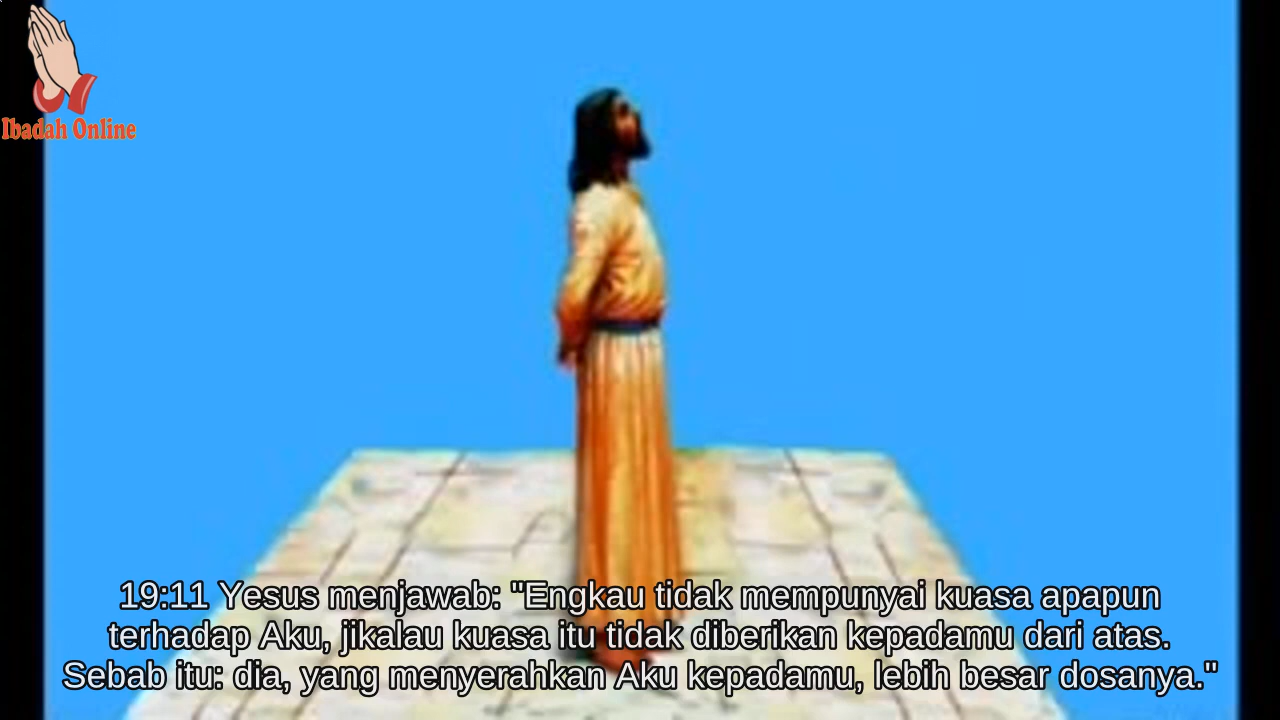 Ibadah Online
19:11 Yesus menjawab: "Engkau tidak mempunyai kuasa apapun
terhadap Aku, jikalau kuasa itu tidak diberikan kepadamu dari atas.
Sebab itu: dia, yang menyerahkan Aku kepadamu, lebih besar dosanya."